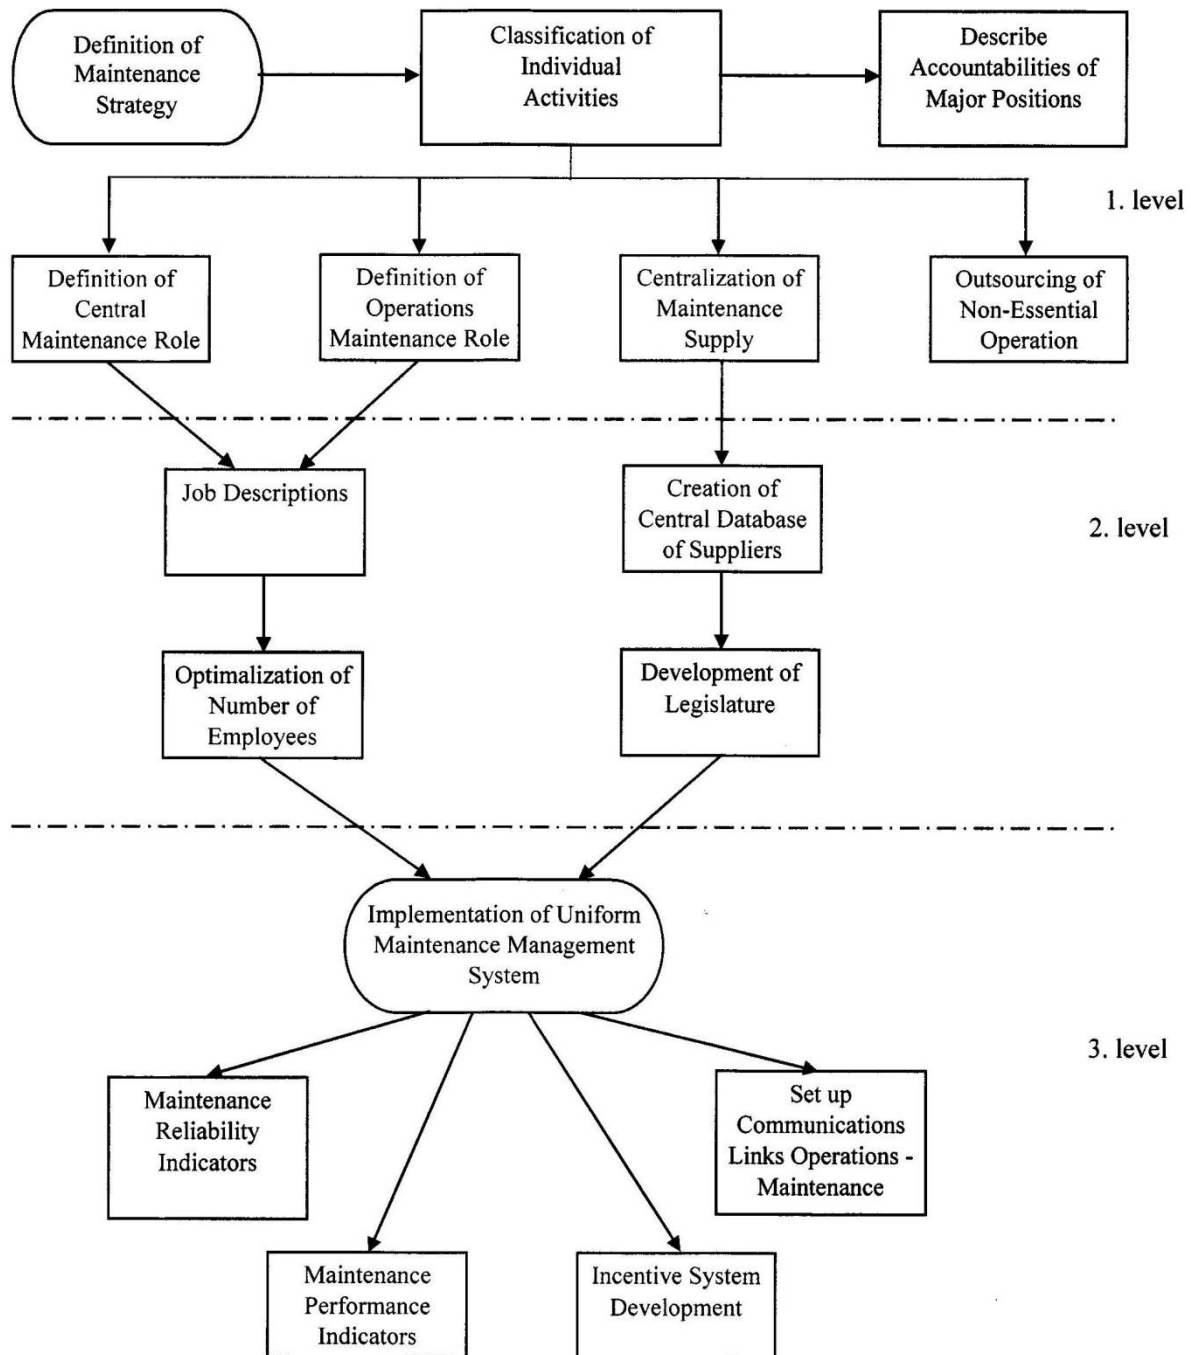 Definition of
Maintenance
Strategy
Classification of
Individual
Activities
Describe
Accountabilities of
Major Positions
1. level
Definition of
Central
Maintenance Role
Definition of
Operations
Maintenance Role
Centralization of
Maintenance
Supply
Outsourcing of
Non-Essential
Operation
Job Descriptions
Creation of
Central Database
of Suppliers
2. level
Optimalization of
Number of
Employees
Development of
Legislature
Implementation of Uniform
Maintenance Management
System
3. level
Maintenance
Reliability
Indicators
Set up
Communications
Links Operations -
Maintenance
Maintenance
Performance
Indicators
Incentive System
Development